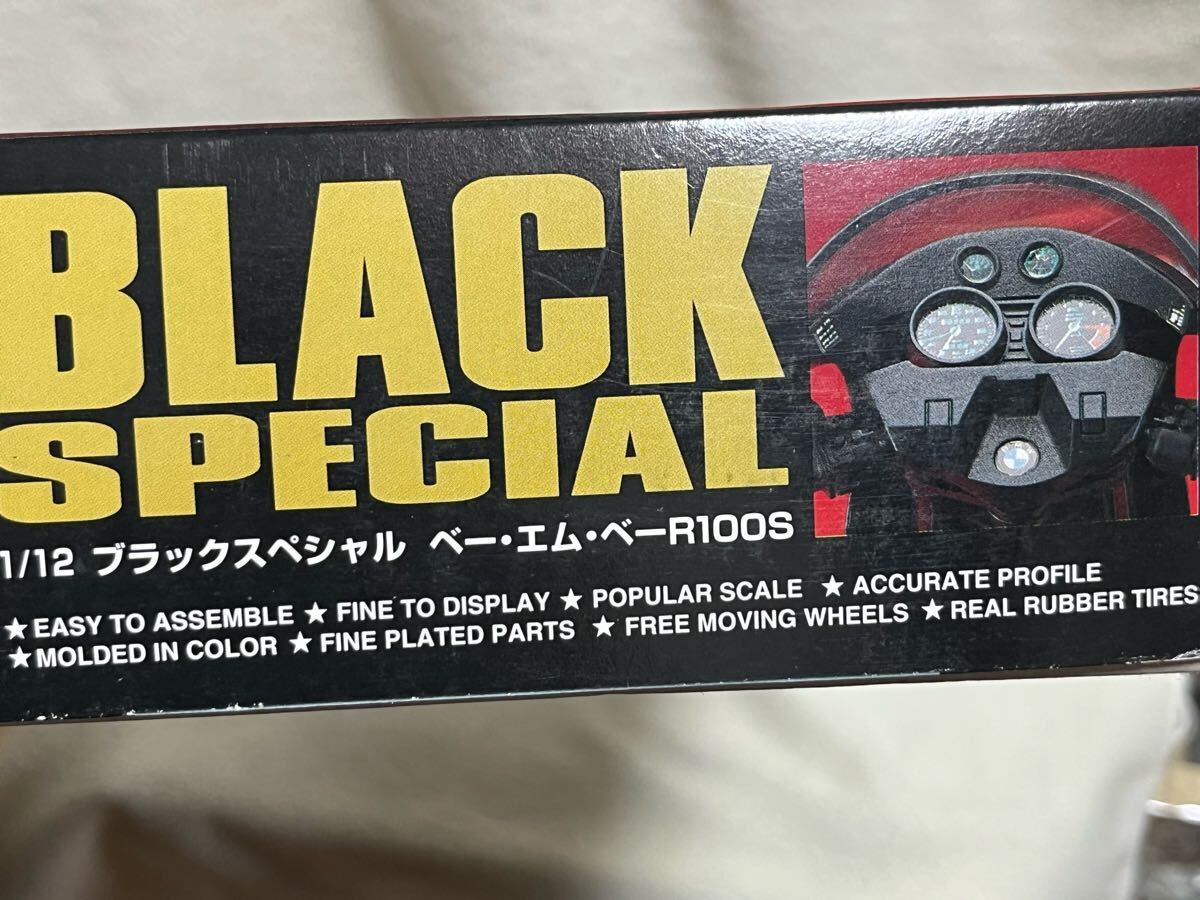 BLACK
SPECIAL
1/12 ブラックスペシャル ベー・エム・ベーR100S
★EASY TO ASSEMBLE ★ FINE TO DISPLAY ★ POPULAR SCALE ★ ACCURATE PROFILE
★MOLDED IN COLOR ★ FINE PLATED PARTS ★ FREE MOVING WHEELS ★ REAL RUBBER TIRES